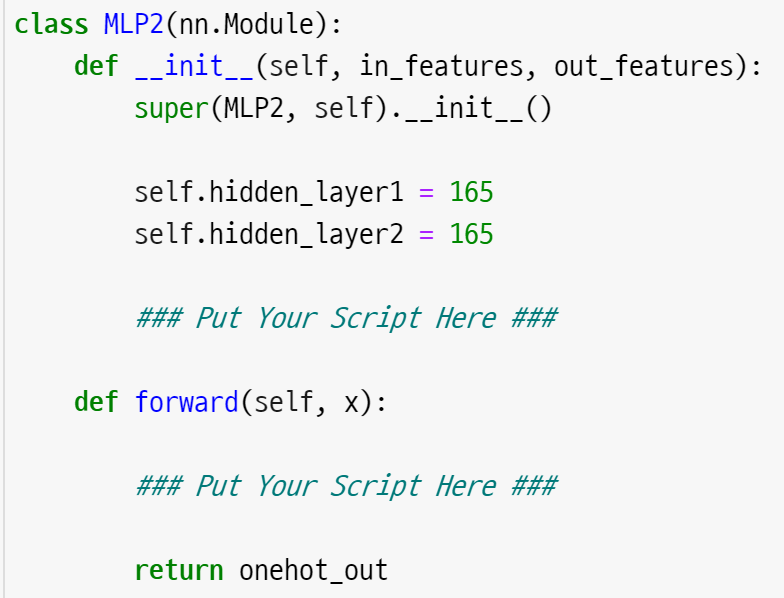 class MLP2(nn.Module):
    def __init__(self, in_features, out_features):
        super(MLP2, self).__init__()
        self.hidden_layer1 = 165
        self.hidden_layer2 = 165
        ### Put Your Script Here ###
    def forward(self, x):
        ### Put Your Script Here ###
        return onehot_out